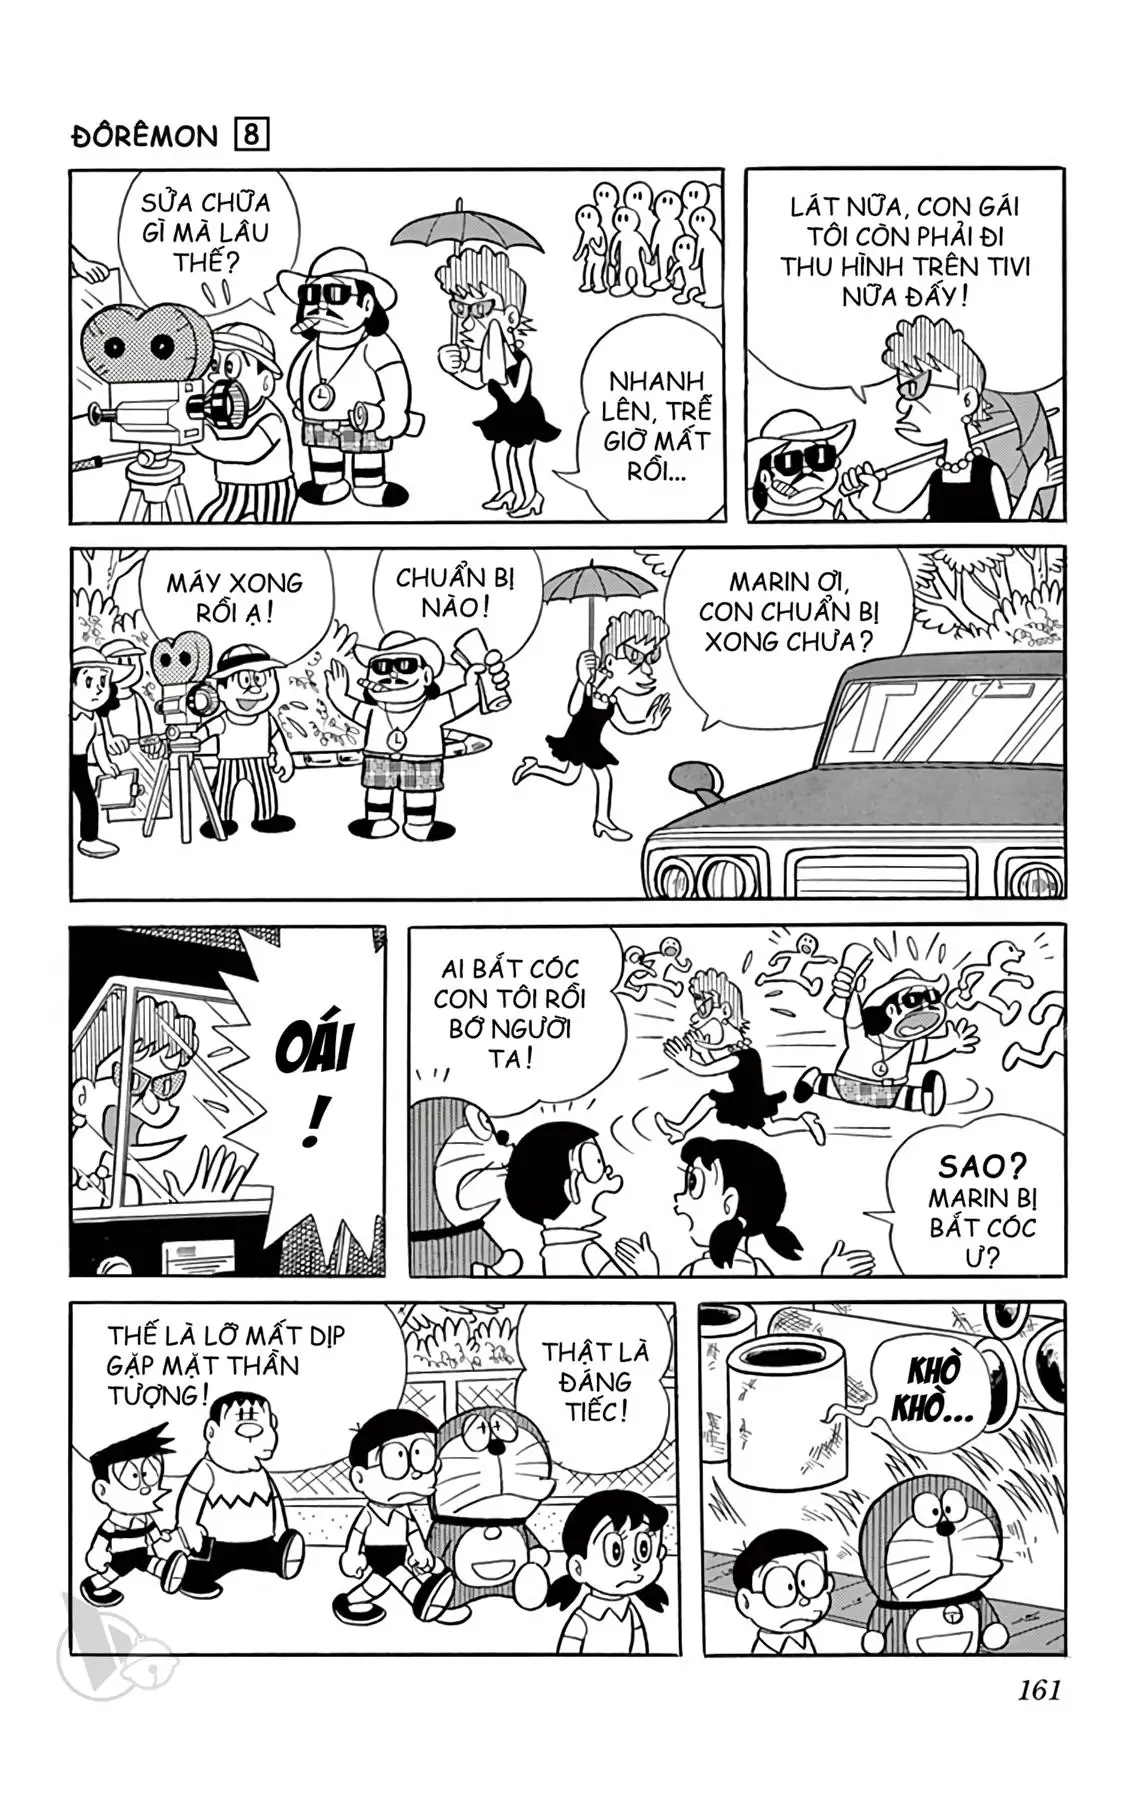 ĐÔRÊMON 8
SỬA CHỮA
GÌ MÀ LÂU
THẾ?
NHANH
LÊN, TRỄ
GIỜ MẤT
RỒI...
LÁT NỮA, CON GÁI
TÔI CÒN PHẢI ĐI
THU HÌNH TRÊN TIVI
NỮA ĐẤY!
MÁY XONG
RỒI Ạ!
CHUẨN BỊ
NÀO!
MARIN ƠI,
CON CHUẨN BỊ
XONG CHƯA?
OÁI
!
AI BẮT CÓC
CON TÔI RỒI
BỚ NGƯỜI
TA!
SAO?
MARIN BỊ
BẮT CÓC
Ư?
THẾ LÀ LỠ MẤT DỊP
GẶP MẶT THẦN
TƯỢNG!
THẬT LÀ
ĐÁNG
TIẾC!
KHÒ
KHÒ...
161